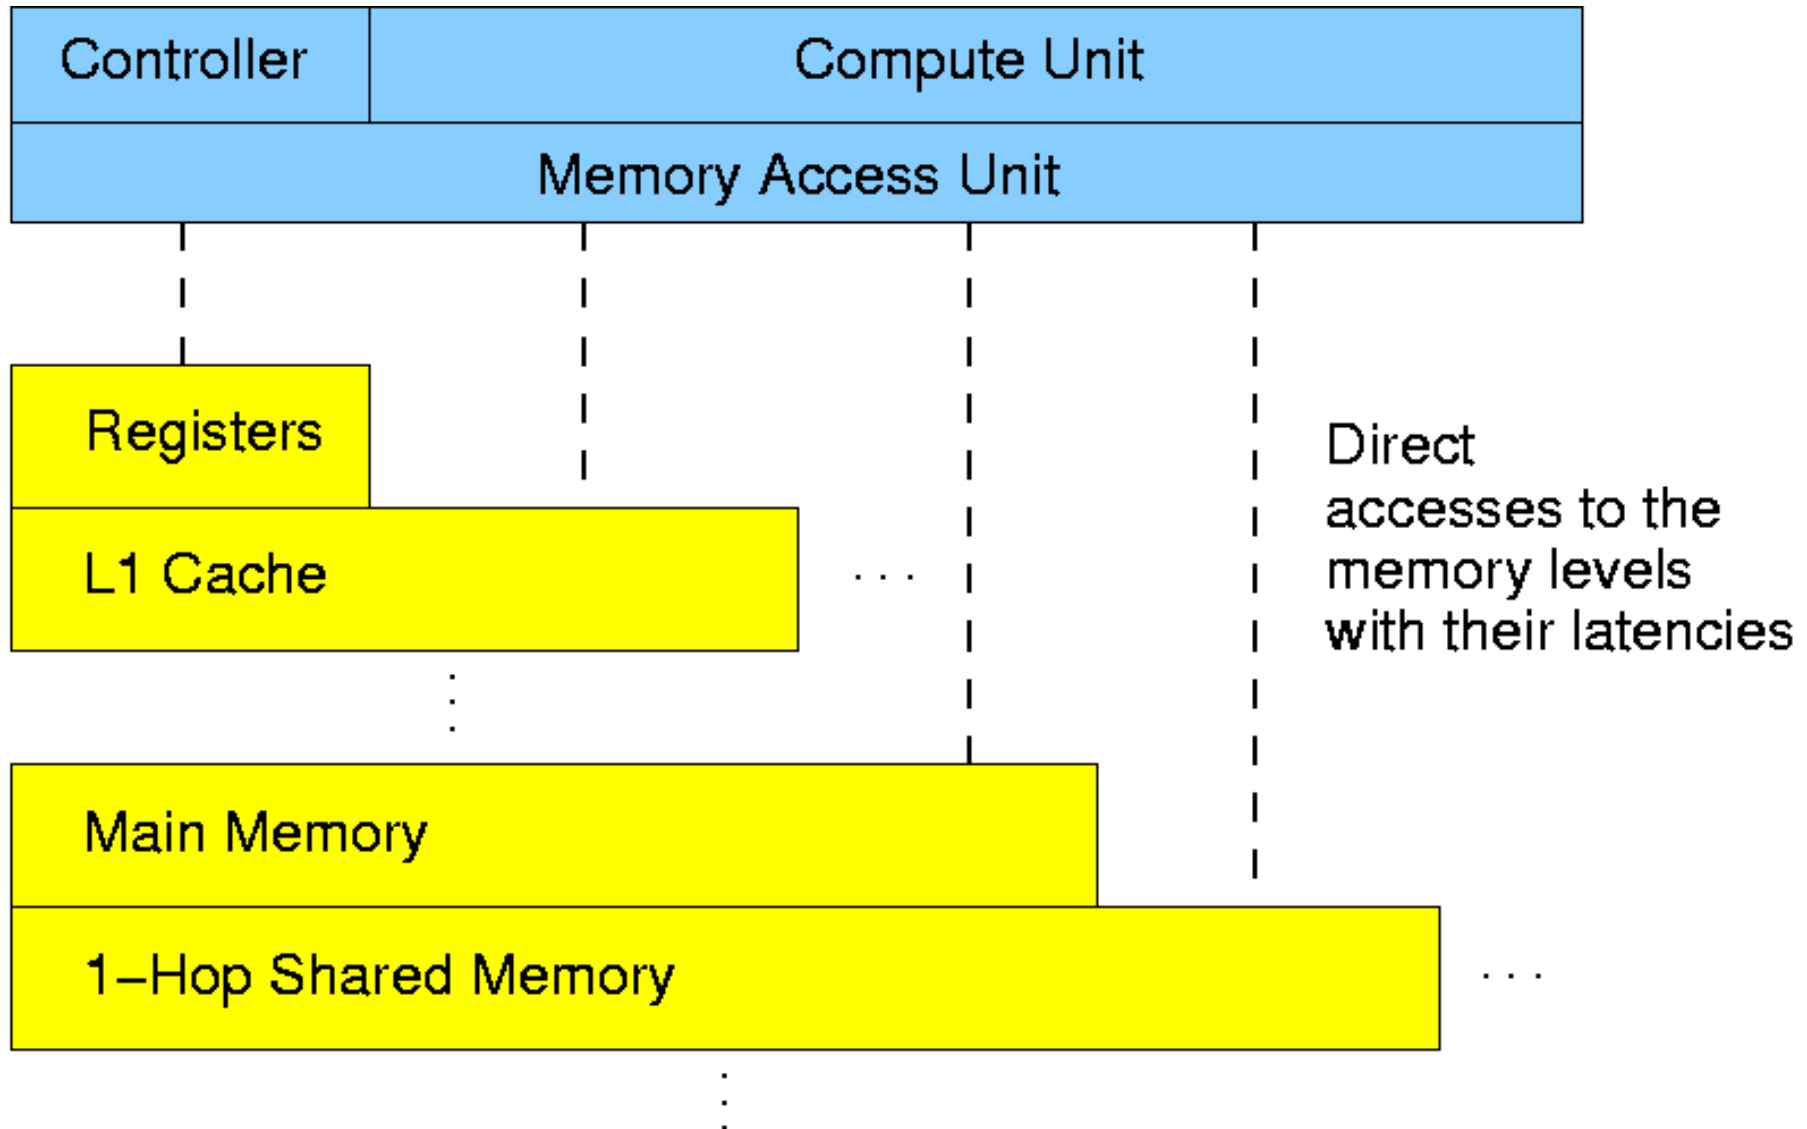 Controller
Compute Unit
Memory Access Unit
Registers
L1 Cache
. . .
Direct
accesses to the
memory levels
with their latencies
Main Memory
1–Hop Shared Memory
. . .